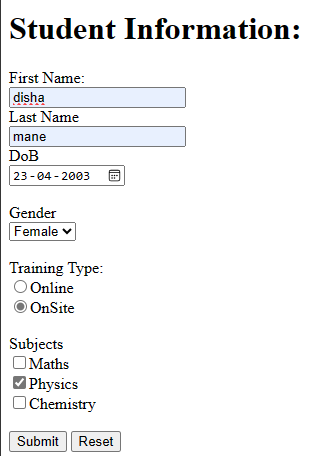 Student Information:
First Name:
disha
Last Name
mane
DoB
23-04-2003
Gender
Female
Training Type:
Online
OnSite
Subjects
Maths
Physics
Chemistry
Submit Reset